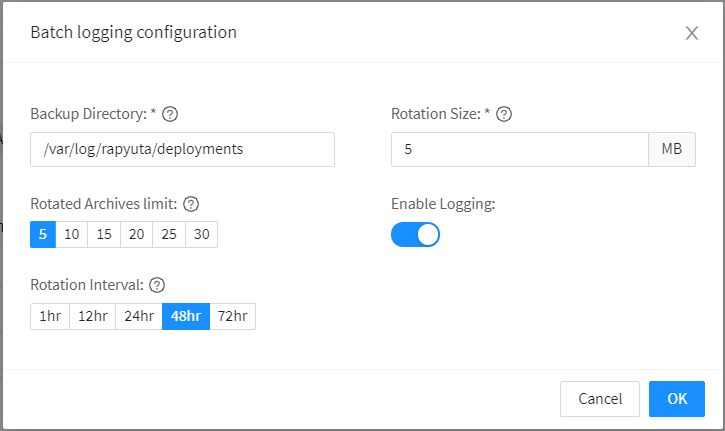 Batch logging configuration
Backup Directory: * ?
Rotation Size: * ?
/var/log/rapyuta/deployments
5 MB
Rotated Archives limit: ?
Enable Logging:
5 10 15 20 25 30
Rotation Interval: ?
1hr 12hr 24hr 48hr 72hr
Cancel OK